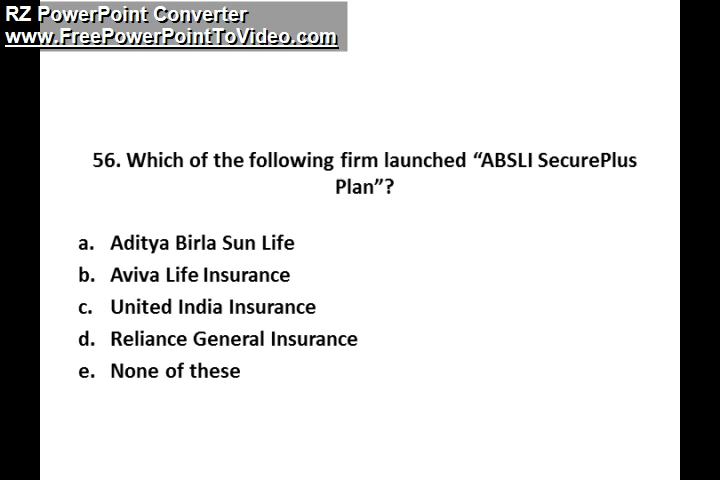 RZ PowerPoint Converter
www.FreePowerPointToVideo.com
56. Which of the following firm launched “ABSLI SecurePlus
Plan”?
a. Aditya Birla Sun Life
b. Aviva Life Insurance
c. United India Insurance
d. Reliance General Insurance
e. None of these